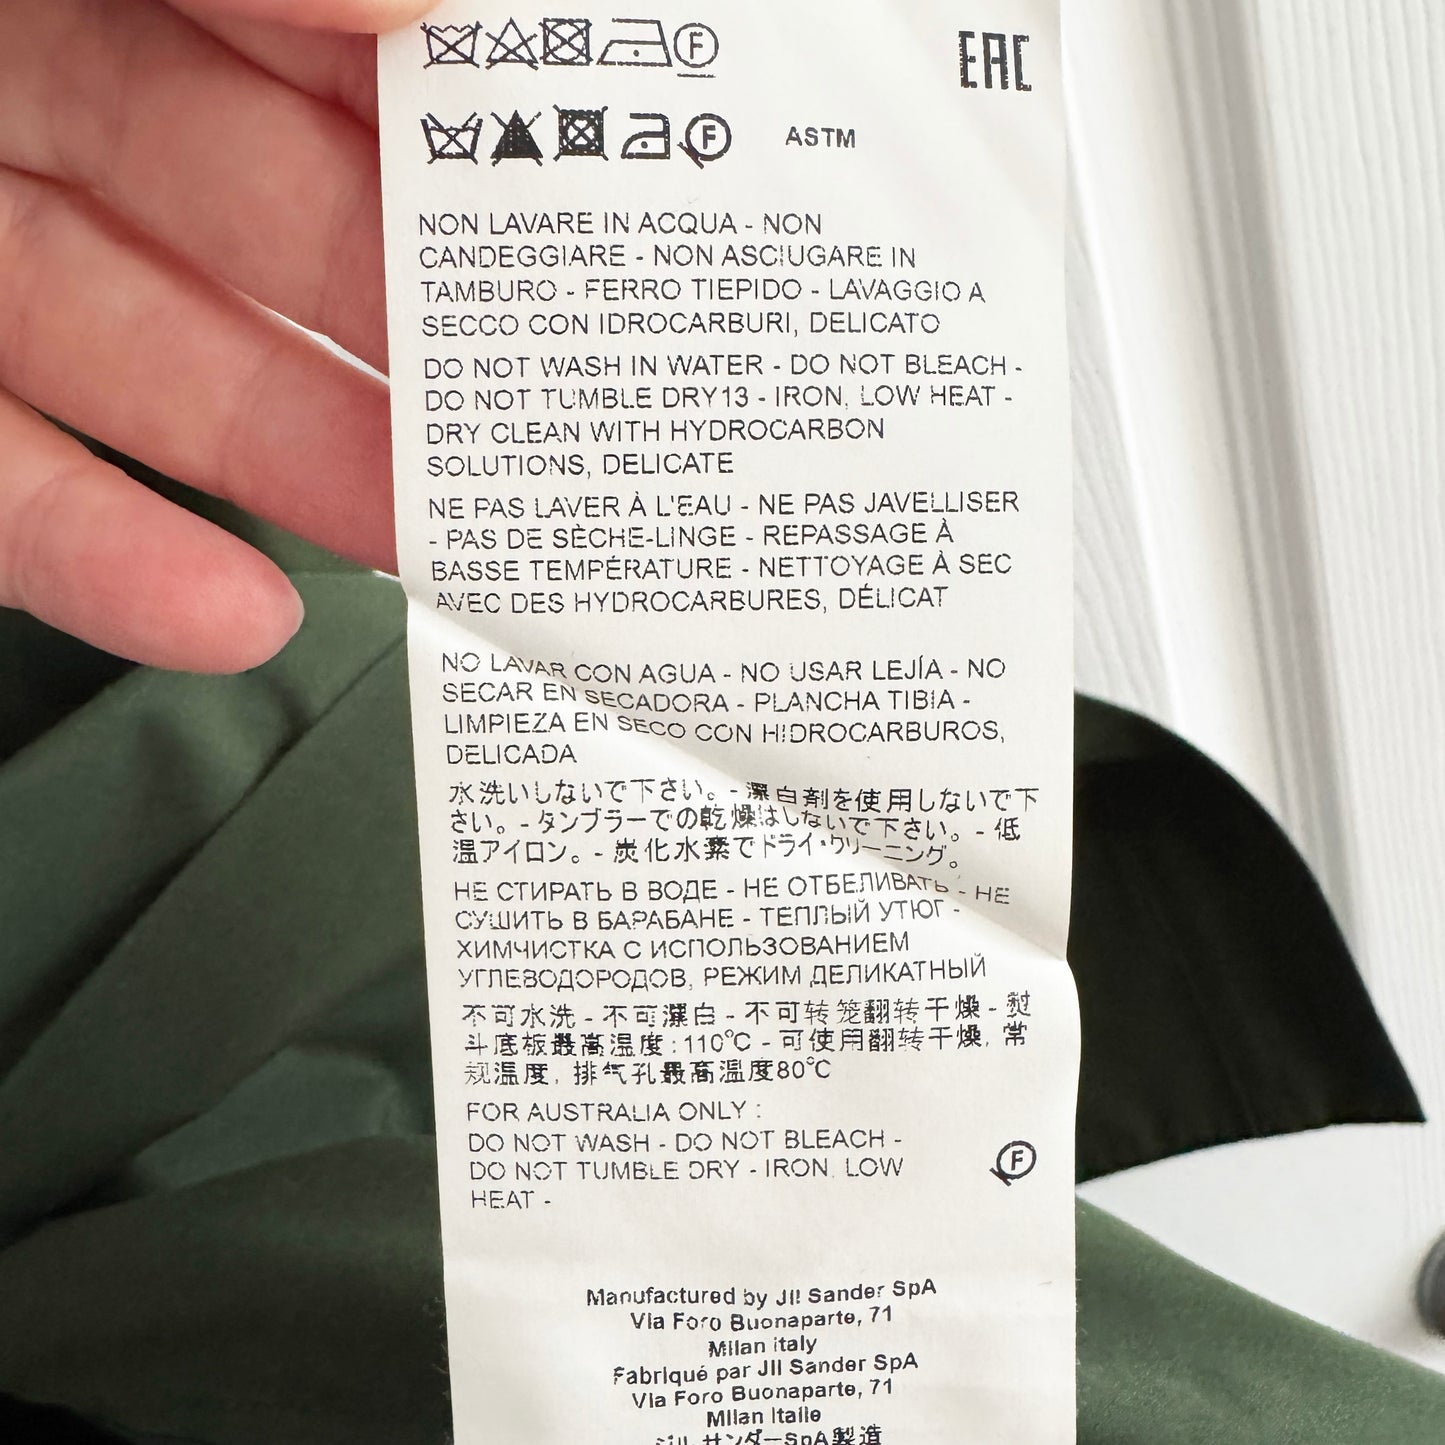 F
EAC
F ASTM
NON LAVARE IN ACQUA - NON
CANDEGGIARE - NON ASCIUGARE IN
TAMBURO - FERRO TIEPIDO - LAVAGGIO A
SECCO CON IDROCARBURI, DELICATO
DO NOT WASH IN WATER - DO NOT BLEACH -
DO NOT TUMBLE DRY13 - IRON, LOW HEAT -
DRY CLEAN WITH HYDROCARBON
SOLUTIONS, DELICATE
NE PAS LAVER À L'EAU - NE PAS JAVELLISER
- PAS DE SÈCHE-LINGE - REPASSAGE À
BASSE TEMPÉRATURE - NETTOYAGE À SEC
AVEC DES HYDROCARBURES, DÉLICAT
NO LAVAR CON AGUA - NO USAR LEJÍA - NO
SECAR EN SECADORA - PLANCHA TIBIA -
LIMPIEZA EN SECO CON HIDROCARBUROS,
DELICADA
水洗いしないで下さい。- 漂白剤を使用しないで下
さい。- タンブラーでの乾燥はしないで下さい。- 低
温アイロン。- 炭化水素でドライ・クリーニング。
НЕ СТИРАТЬ В ВОДЕ - НЕ ОТБЕЛИВАТЬ - НЕ
СУШИТЬ В БАРАБАНЕ - ТЕПЛЫЙ УТЮГ -
ХИМЧИСТКА С ИСПОЛЬЗОВАНИЕМ
УГЛЕВОДОРОДОВ, РЕЖИМ ДЕЛИКАТНЫЙ
不可水洗 - 不可漂白 - 不可转笼翻转干燥 - 熨
斗底板最高温度:110°C - 可使用翻转干燥, 常
规温度, 排气孔最高温度80°C
FOR AUSTRALIA ONLY :
DO NOT WASH - DO NOT BLEACH -
DO NOT TUMBLE DRY - IRON, LOW
HEAT -
F
Manufactured by Jil Sander SpA
Via Foro Buonaparte, 71
Milan italy
Fabriqué par Jil Sander SpA
Via Foro Buonaparte, 71
Milan Italie
ジル サンダーSpA製造